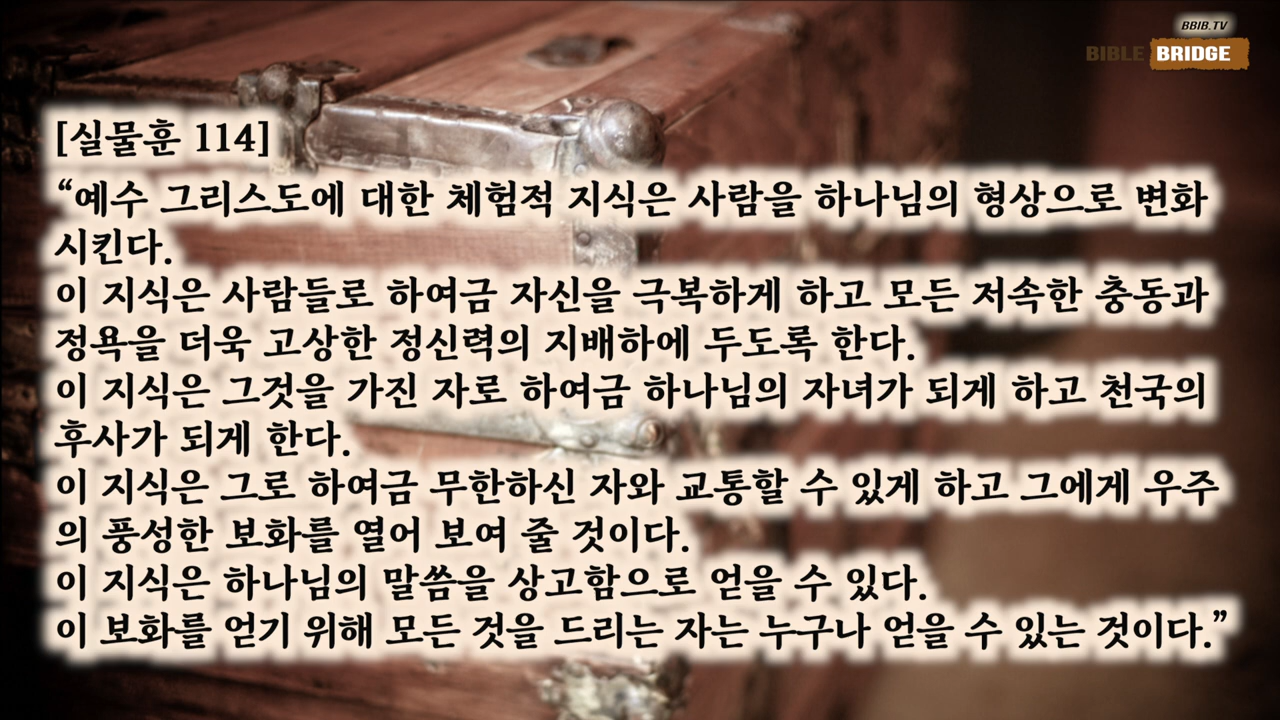 BBIB.TV
BIBLE BRIDGE
[실물훈 114]
“예수 그리스도에 대한 체험적 지식은 사람을 하나님의 형상으로 변화
시킨다.
이 지식은 사람들로 하여금 자신을 극복하게 하고 모든 저속한 충동과
정욕을 더욱 고상한 정신력의 지배하에 두도록 한다.
이 지식은 그것을 가진 자로 하여금 하나님의 자녀가 되게 하고 천국의
후사가 되게 한다.
이 지식은 그로 하여금 무한하신 자와 교통할 수 있게 하고 그에게 우주
의 풍성한 보화를 열어 보여 줄 것이다.
이 지식은 하나님의 말씀을 상고함으로 얻을 수 있다.
이 보화를 얻기 위해 모든 것을 드리는 자는 누구나 얻을 수 있는 것이다.”